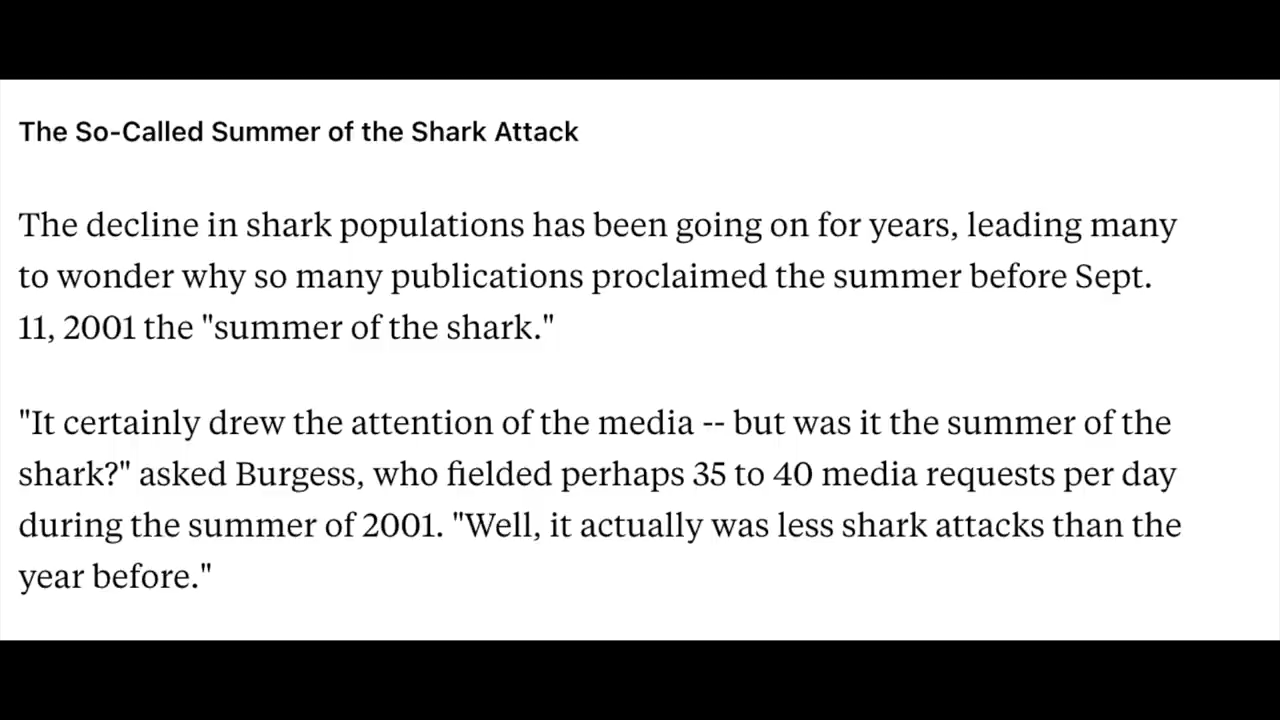 The So-Called Summer of the Shark Attack
The decline in shark populations has been going on for years, leading many
to wonder why so many publications proclaimed the summer before Sept.
11, 2001 the "summer of the shark."
"It certainly drew the attention of the media -- but was it the summer of the
shark?" asked Burgess, who fielded perhaps 35 to 40 media requests per day
during the summer of 2001. "Well, it actually was less shark attacks than the
year before."